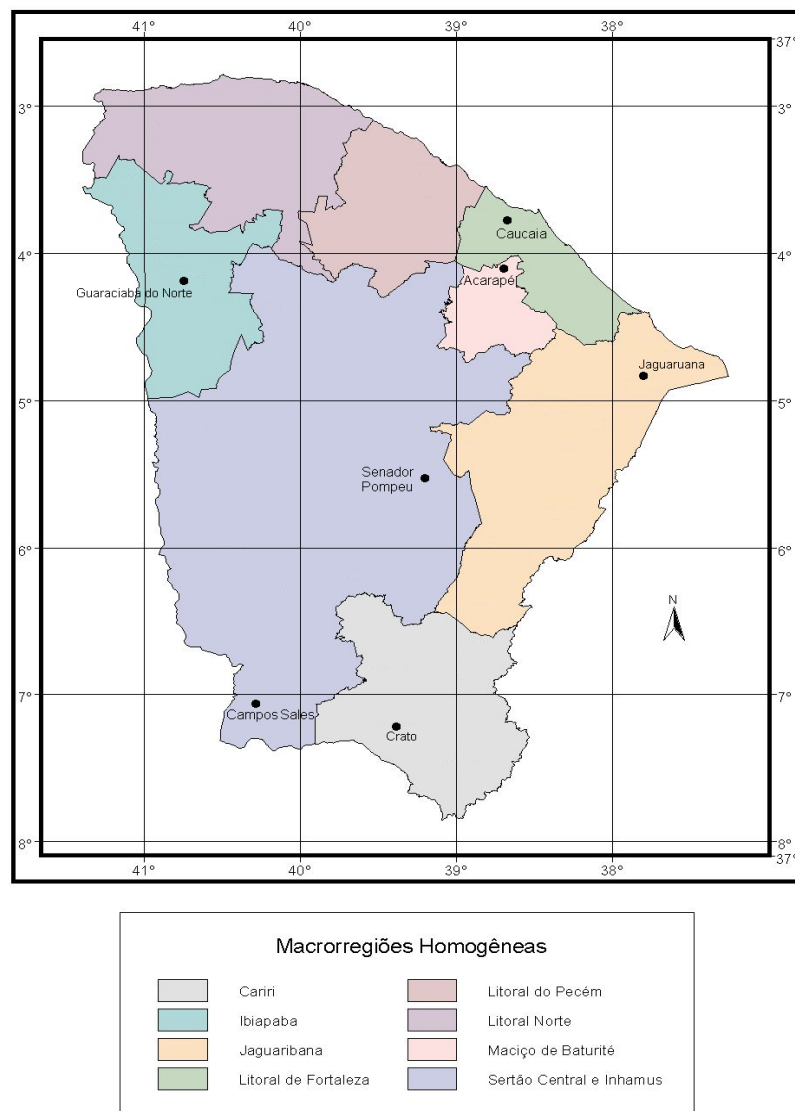 41° 40° 39° 38° 37°
3° 3°
Caucaia
4° 4°
Acarapé
Guaraciaba do Norte
Jaguaruana
5° 5°
Senador
Pompeu
6° 6°
N
7° 7°
Campos Sales
Crato
8° 8°
41° 40° 39° 38° 37°
Macrorregiões Homogêneas
Cariri
Ibiapaba
Jaguaribana
Litoral de Fortaleza
Litoral do Pecém
Litoral Norte
Maciço de Baturité
Sertão Central e Inhamus